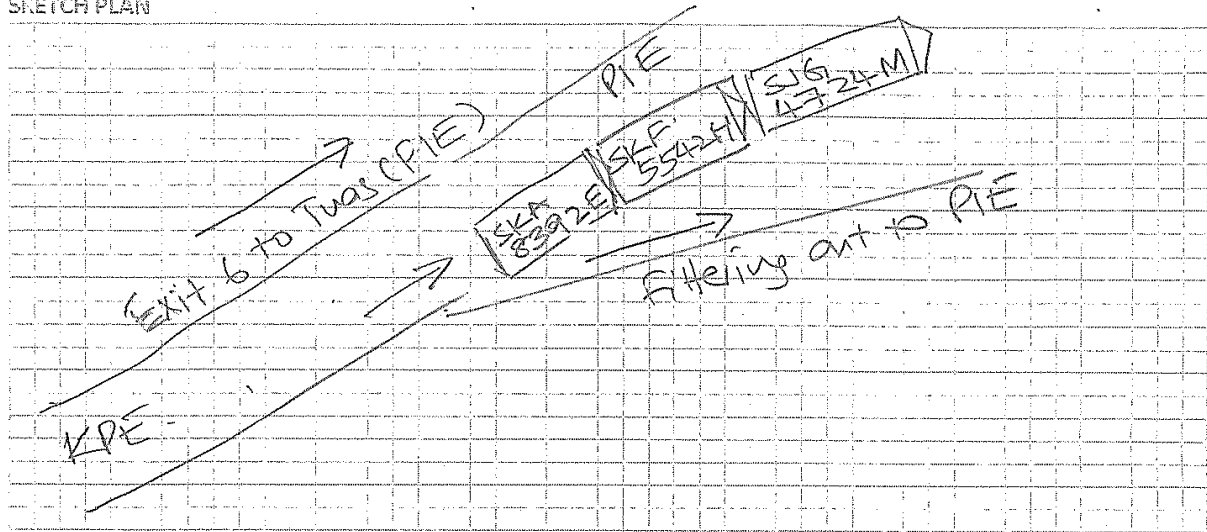 SKETCH PLAN
PIE
Exit 6 to Tuas (PIE)
SKA
8392E
SKF
5542H
SJG
4724M
filtering out to PIE
KPE